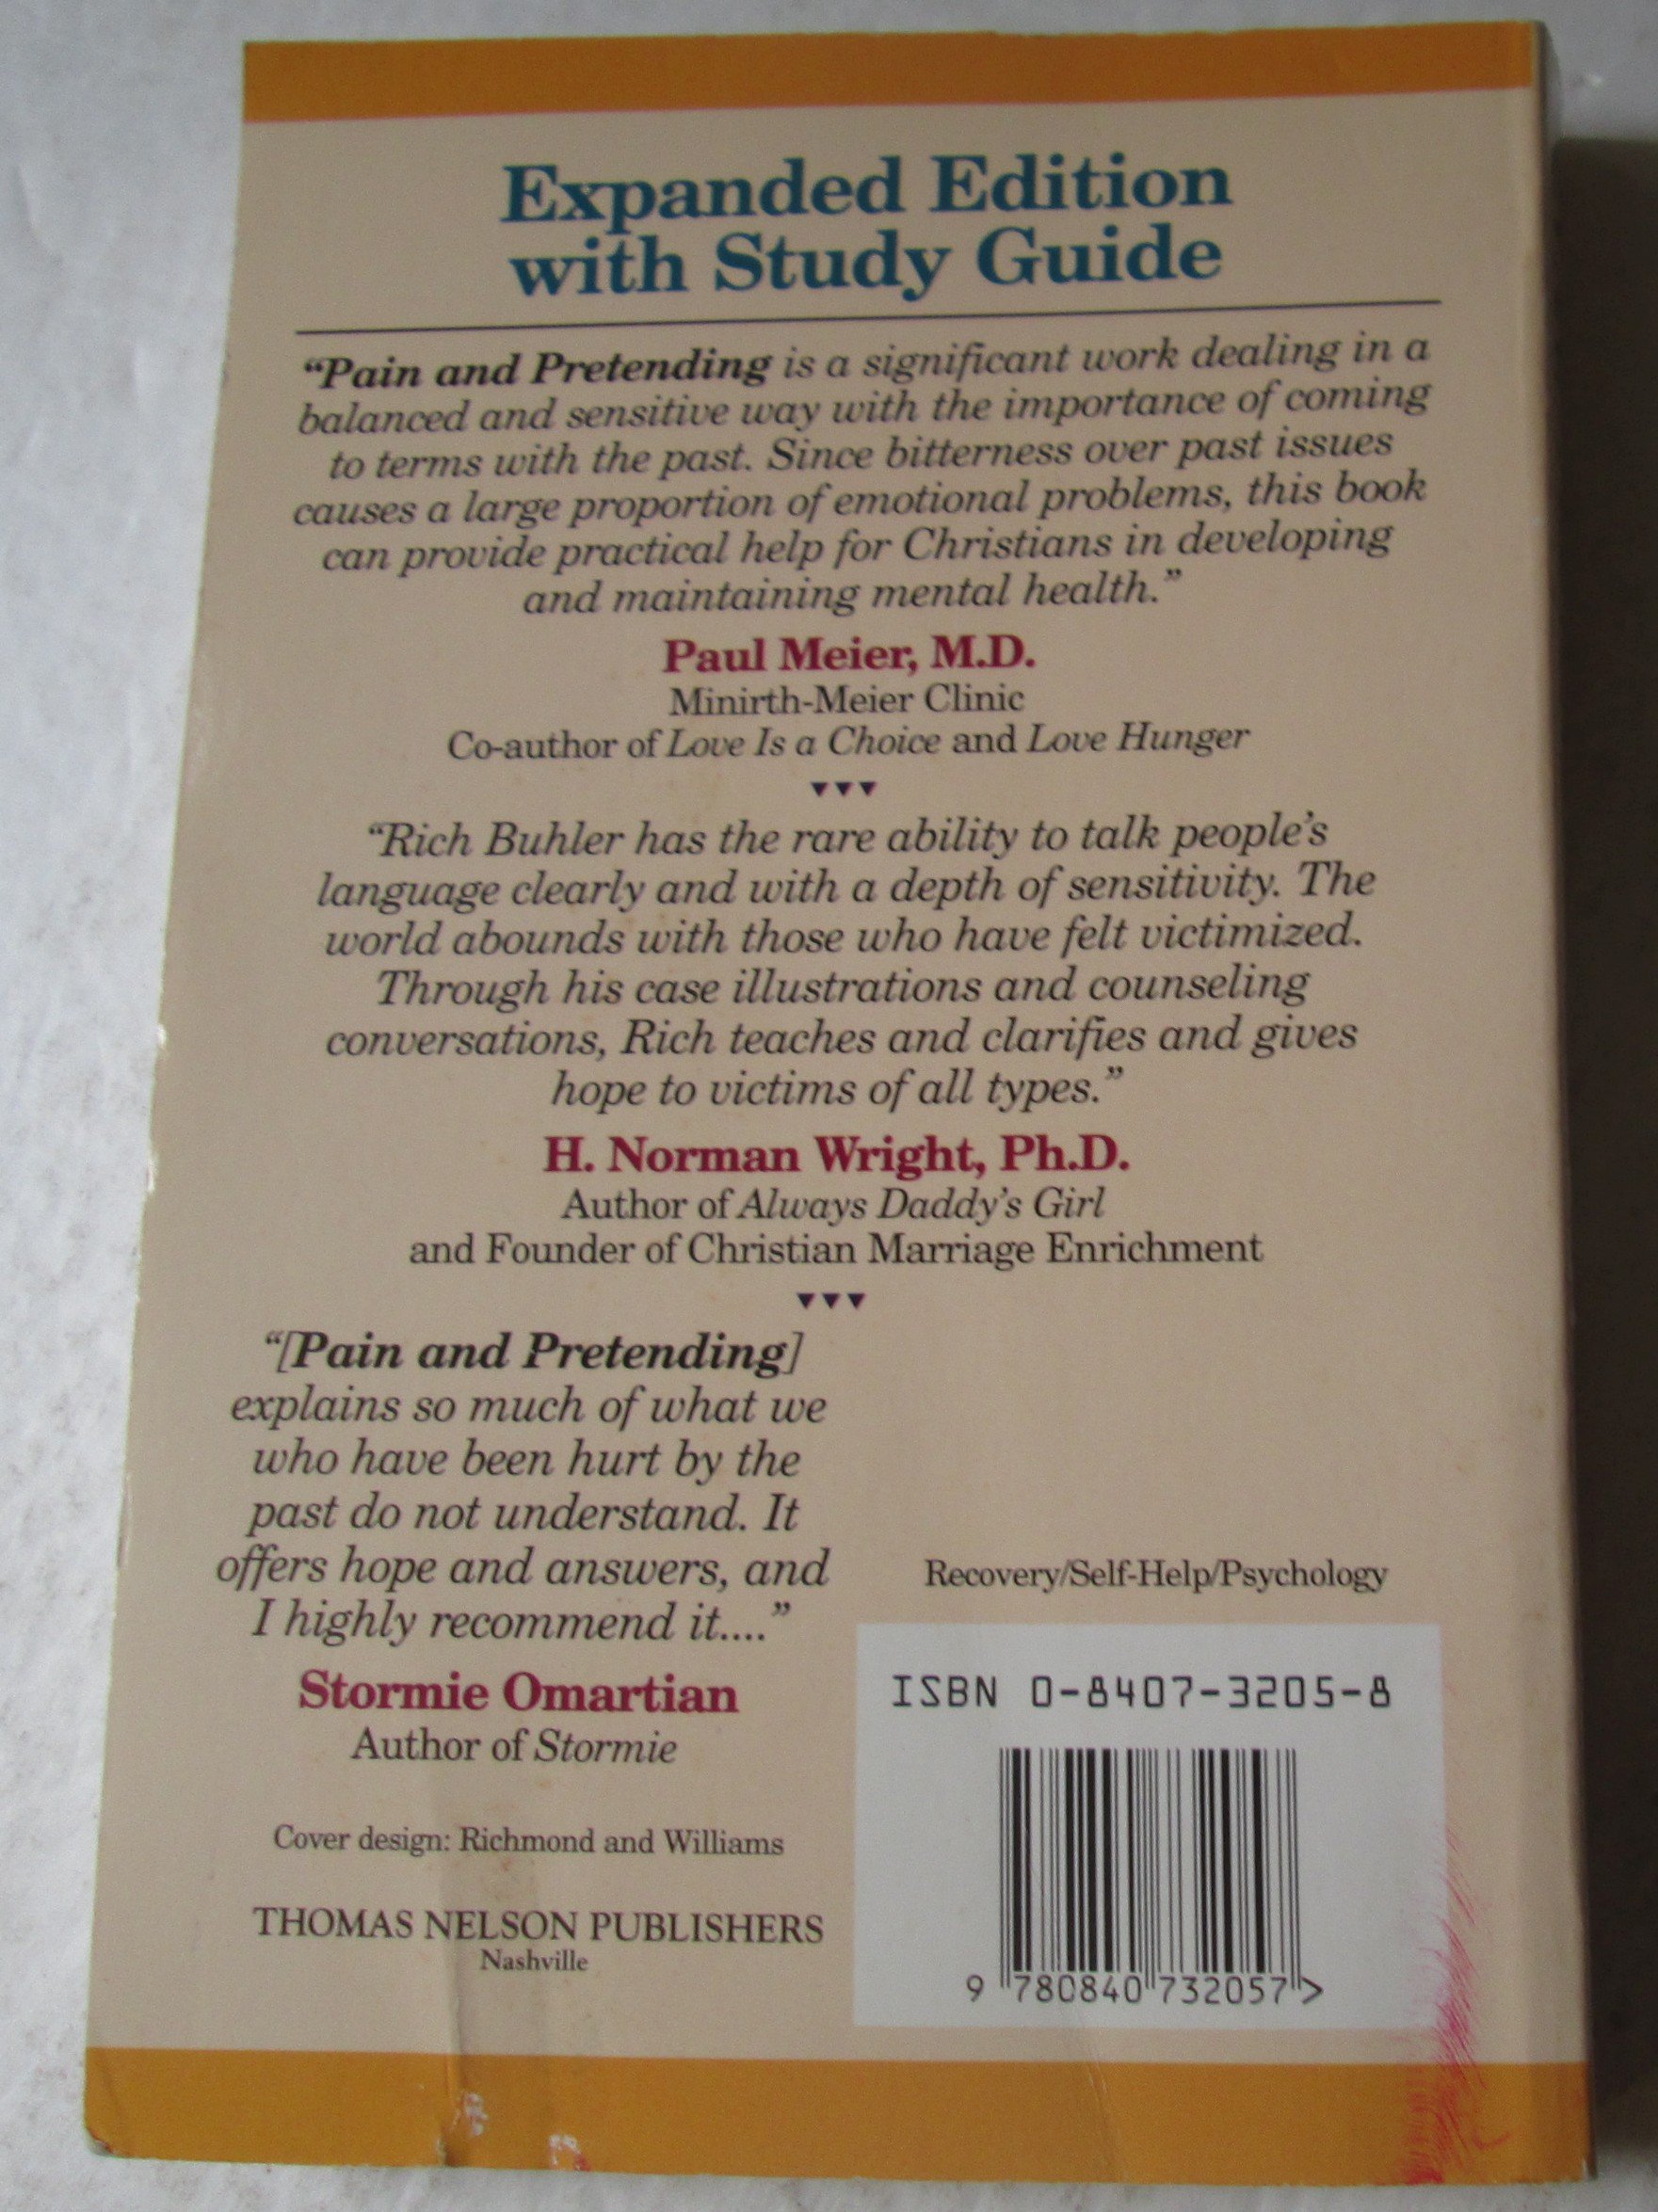 Expanded Edition
with Study Guide
“Pain and Pretending is a significant work dealing in a
balanced and sensitive way with the importance of coming
to terms with the past. Since bitterness over past issues
causes a large proportion of emotional problems, this book
can provide practical help for Christians in developing
and maintaining mental health.”
Paul Meier, M.D.
Minirth-Meier Clinic
Co-author of Love Is a Choice and Love Hunger
“Rich Buhler has the rare ability to talk people’s
language clearly and with a depth of sensitivity. The
world abounds with those who have felt victimized.
Through his case illustrations and counseling
conversations, Rich teaches and clarifies and gives
hope to victims of all types.”
H. Norman Wright, Ph.D.
Author of Always Daddy’s Girl
and Founder of Christian Marriage Enrichment
“[Pain and Pretending]
explains so much of what we
who have been hurt by the
past do not understand. It
offers hope and answers, and
I highly recommend it....”
Stormie Omartian
Author of Stormie
Cover design: Richmond and Williams
THOMAS NELSON PUBLISHERS
Nashville
Recovery/Self-Help/Psychology
ISBN 0-8407-3205-8
9 780840 732057 >